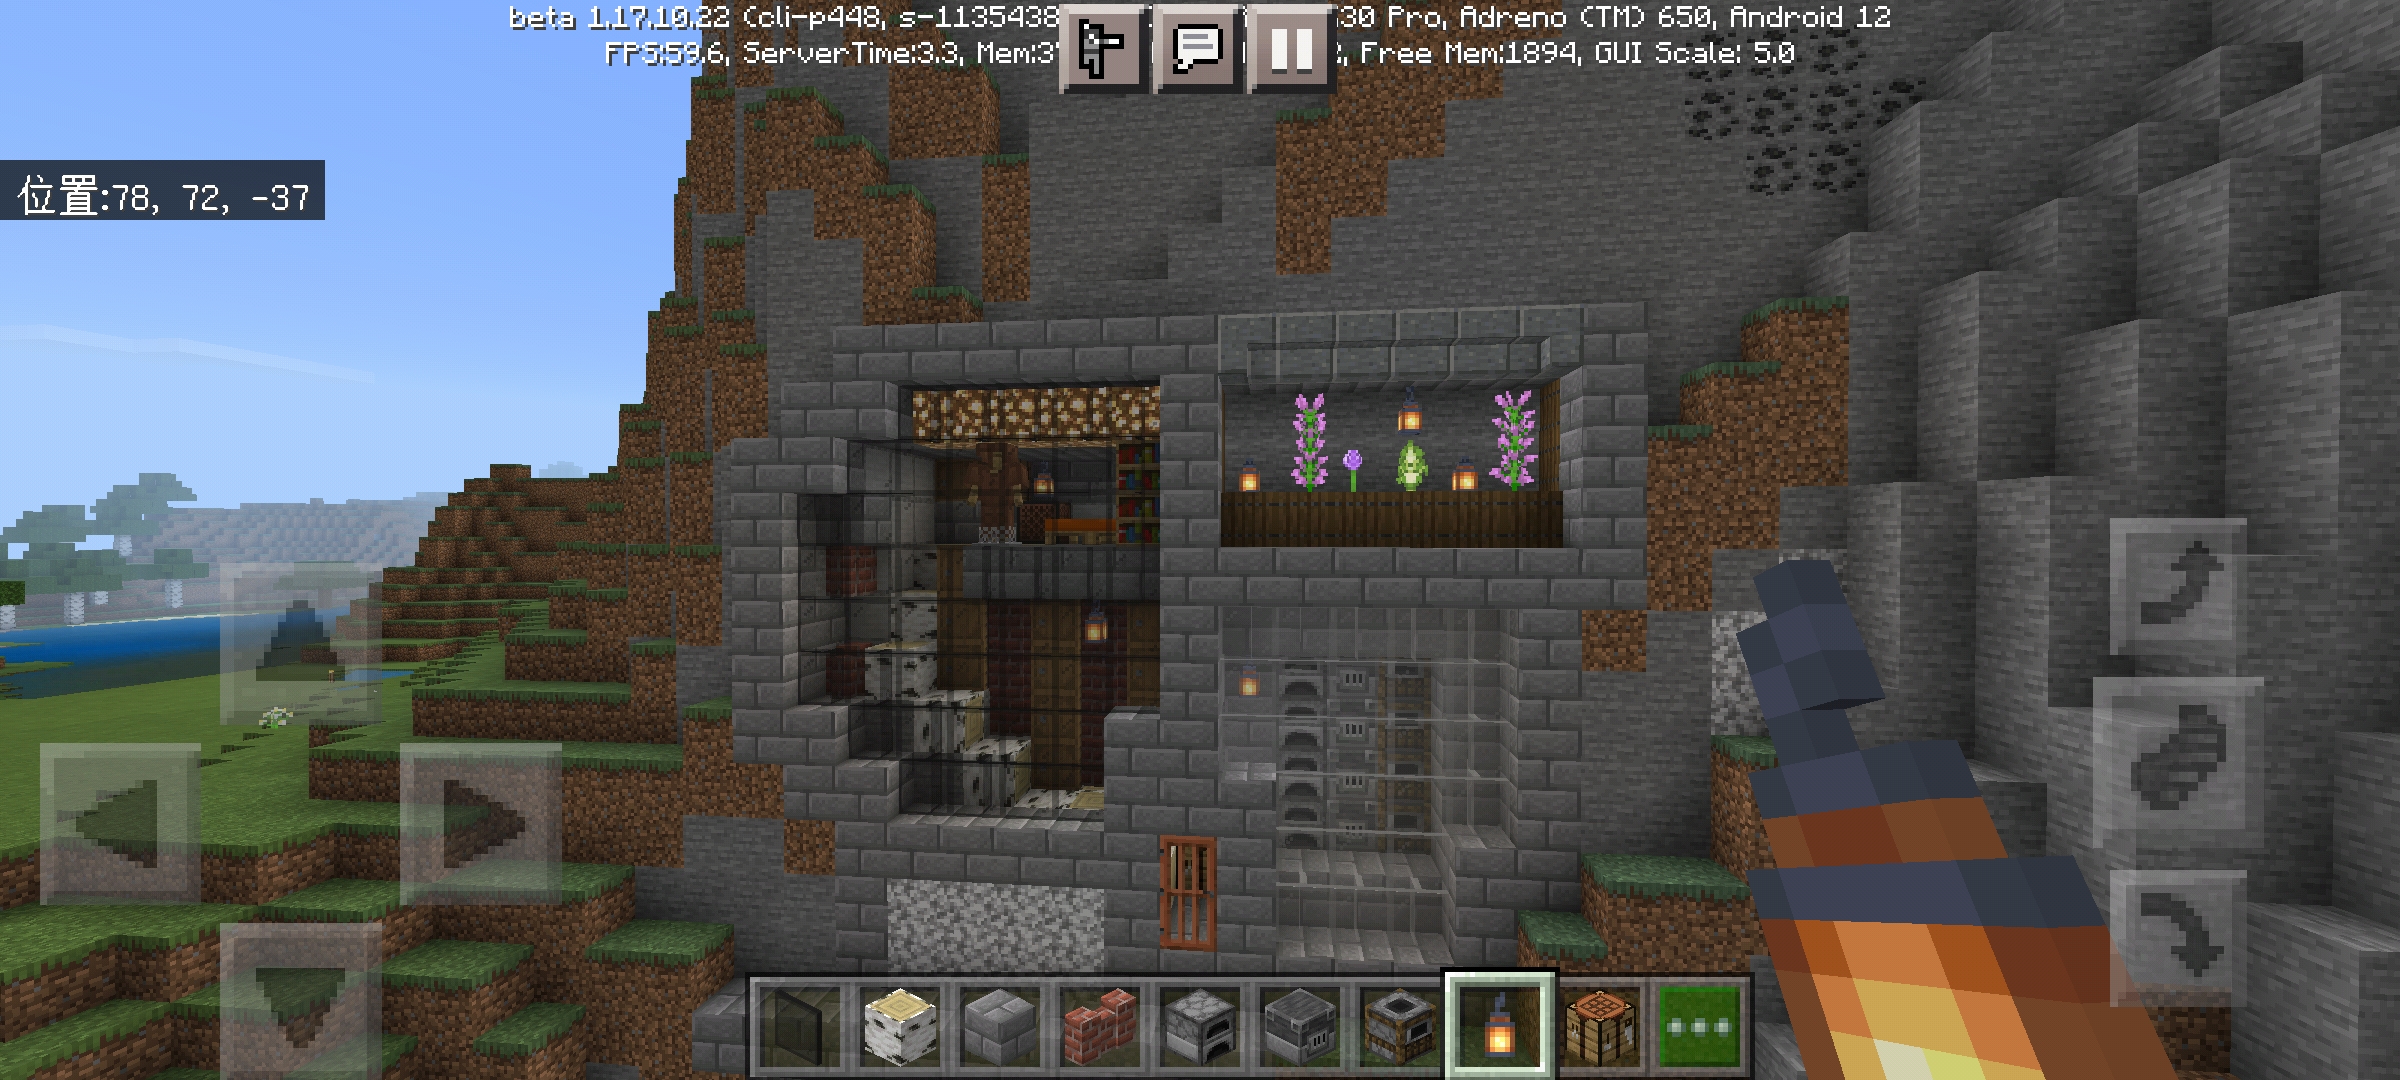 beta 1.17.10.22 (cli-p448, s-1135438 30 Pro, Adreno (TM) 650, Android 12
FPS:59.6, ServerTime:3.3, Mem:3 , Free Mem:1894, GUI Scale: 5.0
位置:78, 72, -37